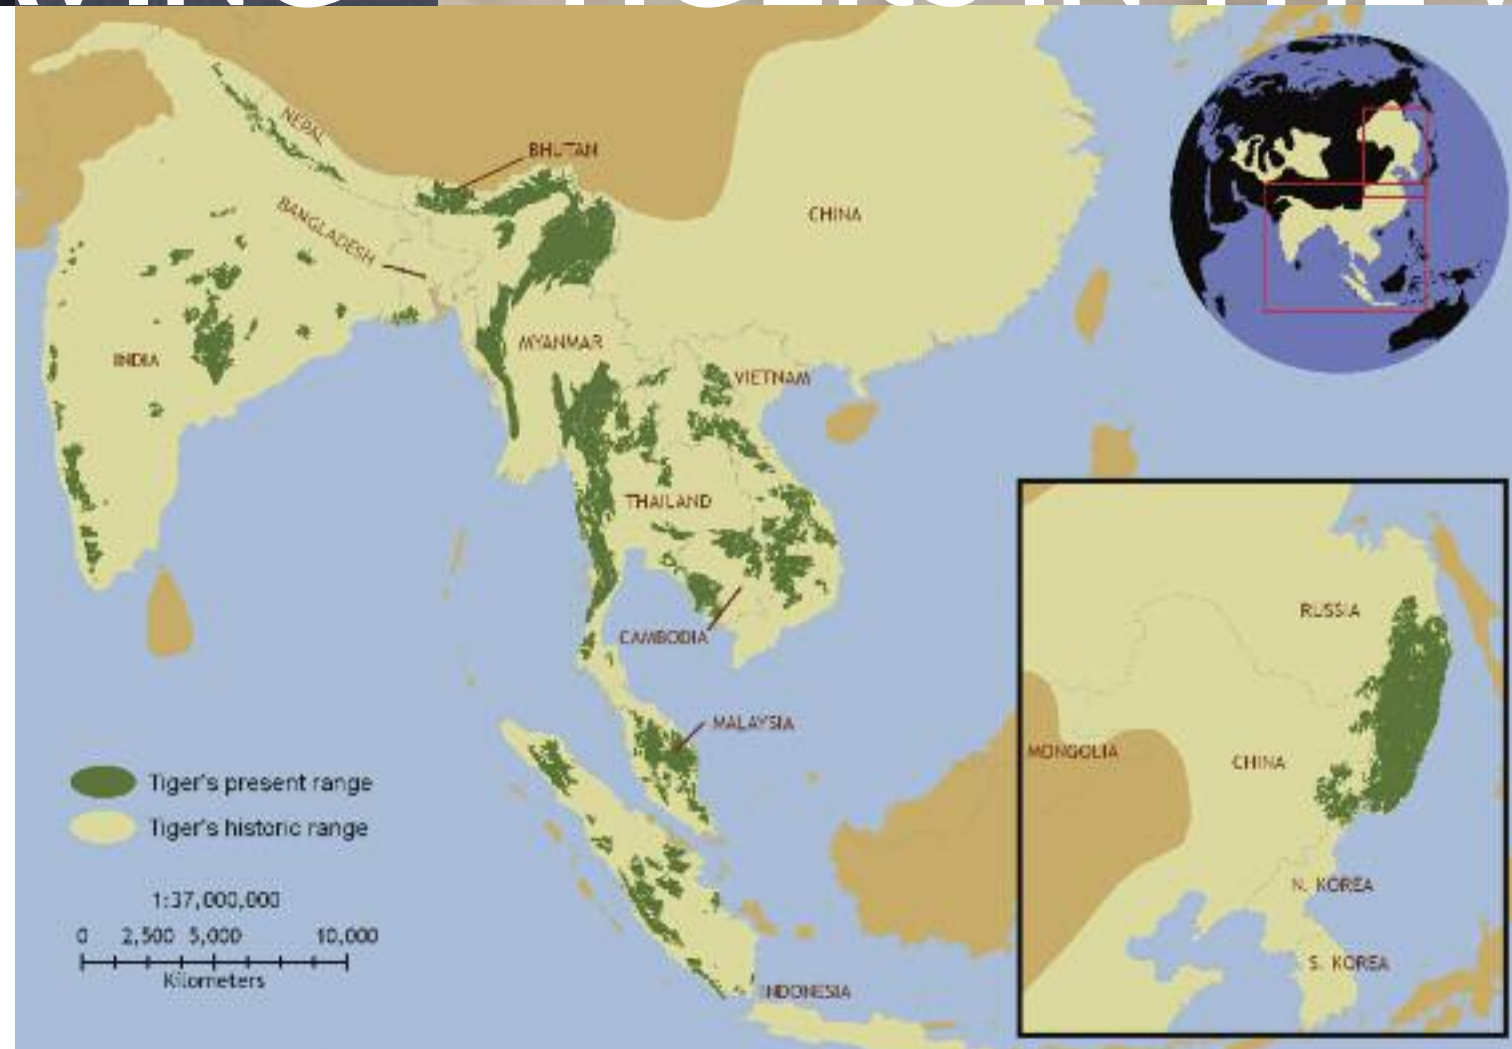 NEPAL
BHUTAN
BANGLADESH
CHINA
INDIA
MYANMAR
VIETNAM
THAILAND
CAMBODIA
MALAYSIA
INDONESIA
Tiger's present range
Tiger's historic range
1:37,000,000
0 2,500 5,000 10,000
Kilometers
RUSSIA
MONGOLIA
CHINA
N. KOREA
S. KOREA